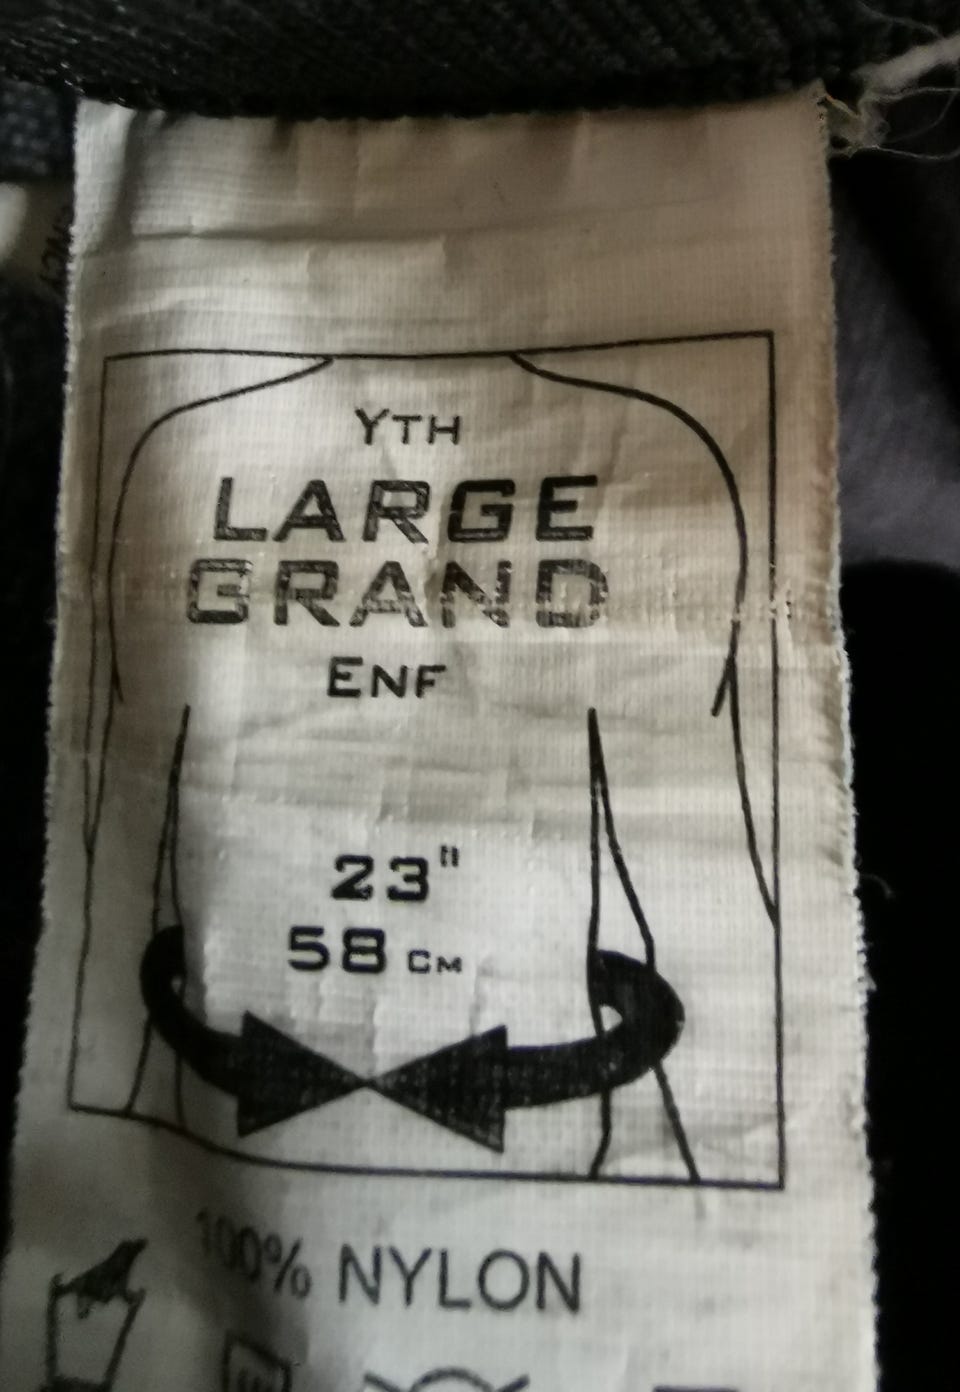 YTH
LARGE
GRAND
ENF
23"
58 CM
100% NYLON